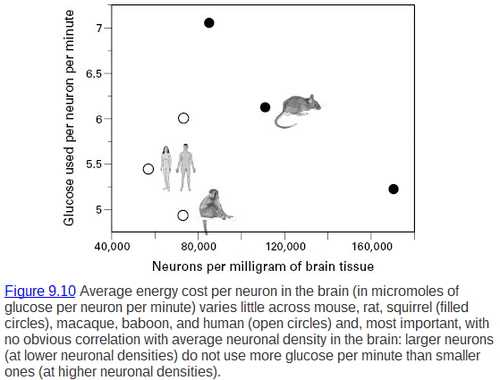 7
6.5
6
5.5
5
Glucose used per neuron per minute
40,000 80,000 120,000 160,000
Neurons per milligram of brain tissue
Figure 9.10 Average energy cost per neuron in the brain (in micromoles of
glucose per neuron per minute) varies little across mouse, rat, squirrel (filled
circles), macaque, baboon, and human (open circles) and, most important, with
no obvious correlation with average neuronal density in the brain: larger neurons
(at lower neuronal densities) do not use more glucose per minute than smaller
ones (at higher neuronal densities).